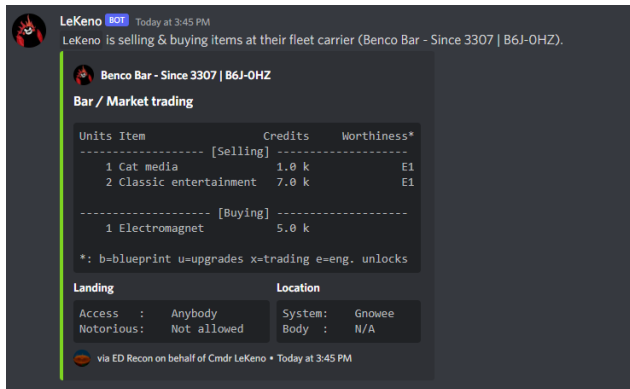 LeKeno BOT Today at 3:45 PM
LeKeno is selling & buying items at their fleet carrier (Benco Bar - Since 3307 | B6J-0HZ).
Benco Bar - Since 3307 | B6J-0HZ
Bar / Market trading
Units Item Credits Worthiness*
------------------- [Selling] --------------------
1 Cat media 1.0 k E1
2 Classic entertainment 7.0 k E1
-------------------- [Buying] --------------------
1 Electromagnet 5.0 k
*: b=blueprint u=upgrades x=trading e=eng. unlocks
Landing Location
Access : Anybody System: Gnowee
Notorious: Not allowed Body : N/A
via ED Recon on behalf of Cmdr LeKeno • Today at 3:45 PM